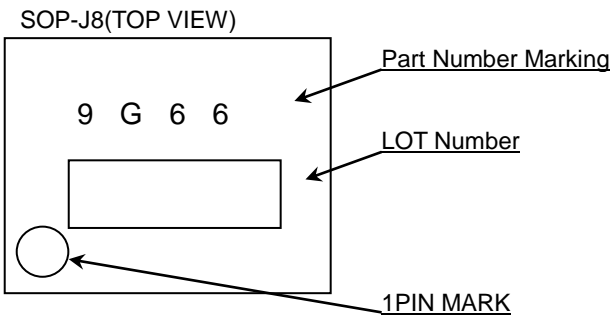 SOP-J8(TOP VIEW)
Part Number Marking
9 G 6 6
LOT Number
1PIN MARK